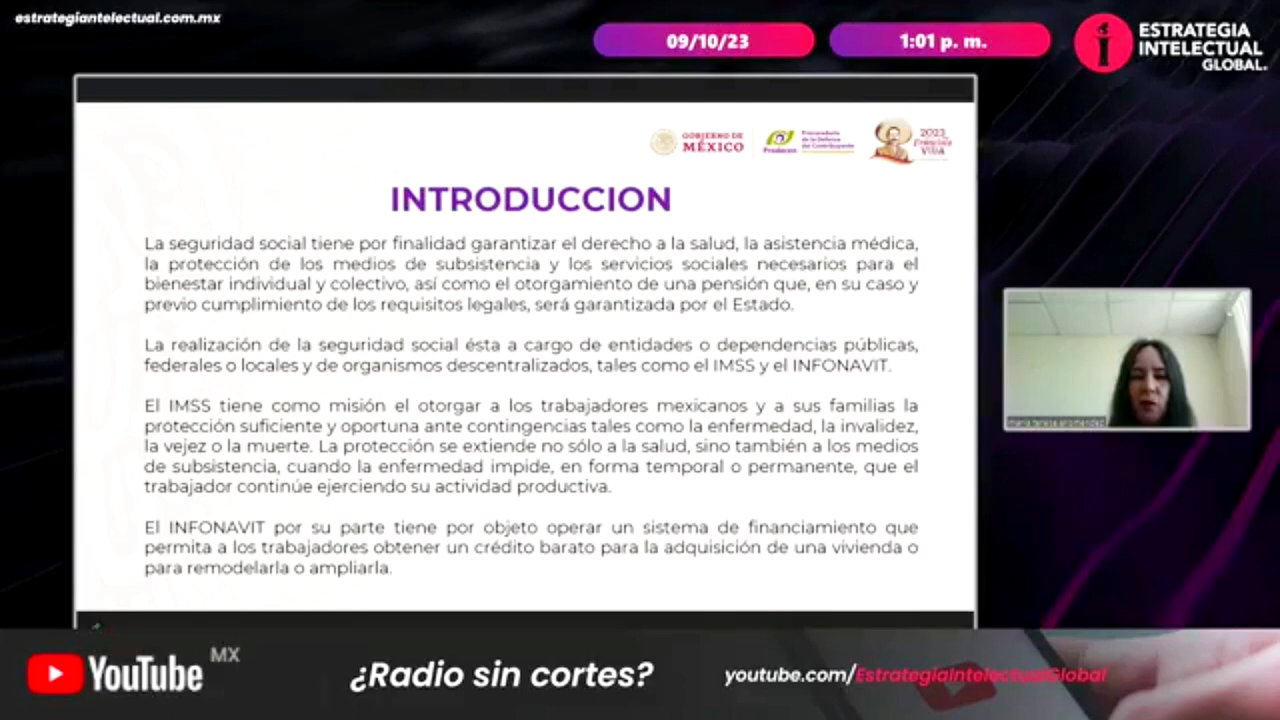 estrategiantelectual.com.mx
09/10/23
1:01 p. m.
ESTRATEGIA
INTELECTUAL
GLOBAL.
GOBIERNO DE
MÉXICO
Prodecon
Procuraduría
de la Defensa
del Contribuyente
2023
Francisco
VILLA
INTRODUCCION
La seguridad social tiene por finalidad garantizar el derecho a la salud, la asistencia médica,
la protección de los medios de subsistencia y los servicios sociales necesarios para el
bienestar individual y colectivo, así como el otorgamiento de una pensión que, en su caso y
previo cumplimiento de los requisitos legales, será garantizada por el Estado.
La realización de la seguridad social ésta a cargo de entidades o dependencias públicas,
federales o locales y de organismos descentralizados, tales como el IMSS y el INFONAVIT.
El IMSS tiene como misión el otorgar a los trabajadores mexicanos y a sus familias la
protección suficiente y oportuna ante contingencias tales como la enfermedad, la invalidez,
la vejez o la muerte. La protección se extiende no sólo a la salud, sino también a los medios
de subsistencia, cuando la enfermedad impide, en forma temporal o permanente, que el
trabajador continúe ejerciendo su actividad productiva.
El INFONAVIT por su parte tiene por objeto operar un sistema de financiamiento que
permita a los trabajadores obtener un crédito barato para la adquisición de una vivienda o
para remodelarla o ampliarla.
YouTube MX
¿Radio sin cortes?
youtube.com/EstrategiaIntelectualGlobal